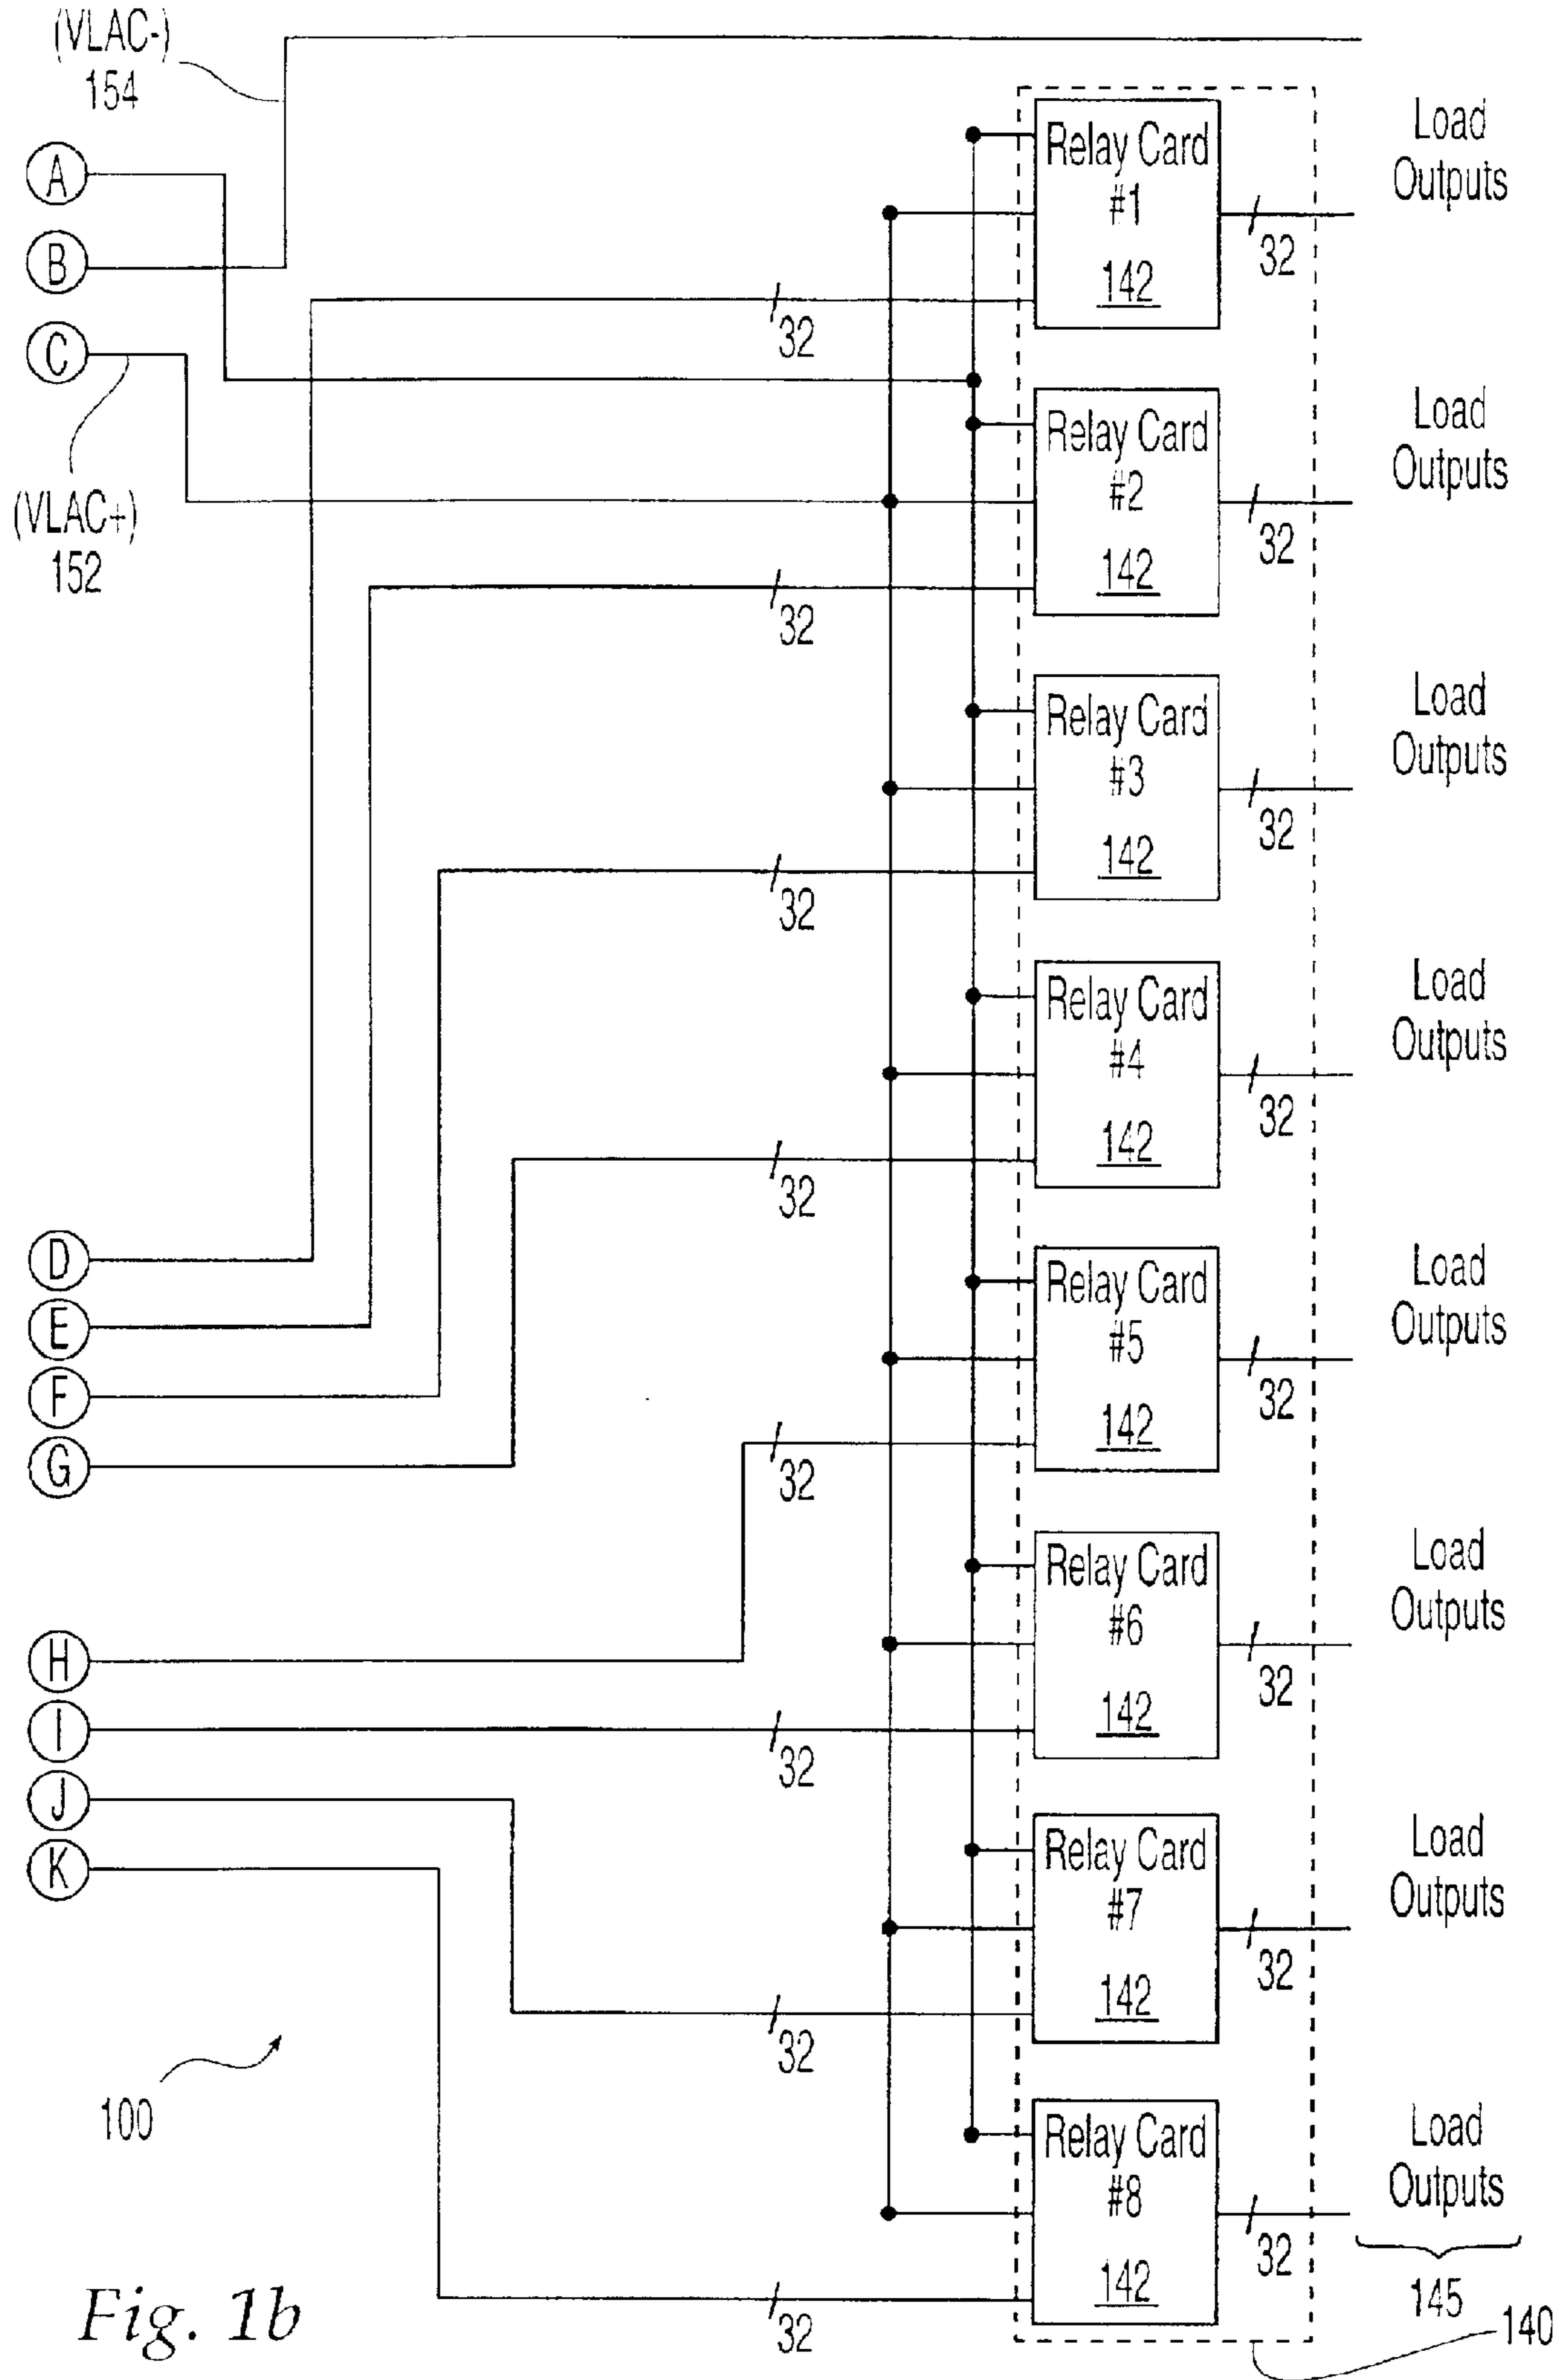 (VLAC-)
154
A
B
C
(VLAC+)
152
Relay Card
#1
142
32
32
Load
Outputs
Relay Card
#2
142
32
32
Load
Outputs
Relay Card
#3
142
32
32
Load
Outputs
Relay Card
#4
142
32
32
Load
Outputs
D
E
F
G
Relay Card
#5
142
32
32
Load
Outputs
H
I
J
K
Relay Card
#6
142
32
32
Load
Outputs
Relay Card
#7
142
32
32
Load
Outputs
100
Relay Card
#8
142
32
32
Load
Outputs
145
140
Fig. 1b